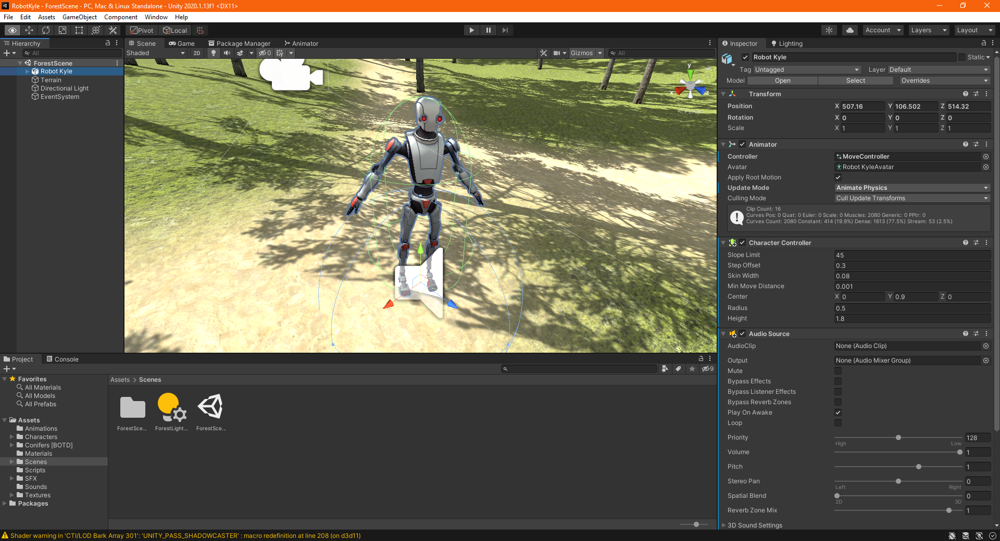 RobotKyle - ForestScene - PC, Mac & Linux Standalone - Unity 2020.1.13f1 <DX11>
File Edit Assets GameObject Component Window Help
Pivot Local Account Layers Layout
Hierarchy
All
ForestScene
Robot Kyle
Terrain
Directional Light
EventSystem
Scene Game Package Manager Animator
Shaded 2D 0 Gizmos All
y
x
z
Persp
Inspector Lighting
Robot Kyle Static
Tag Untagged Layer Default
Model Open Select Overrides
Transform
Position X 507.16 Y 106.502 Z 514.32
Rotation X 0 Y 0 Z 0
Scale X 1 Y 1 Z 1
Animator
Controller MoveController
Avatar Robot KyleAvatar
Apply Root Motion
Update Mode Animate Physics
Culling Mode Cull Update Transforms
Clip Count: 16
Curves Pos: 0 Quat: 0 Euler: 0 Scale: 0 Muscles: 2080 Generic: 0 PPtr: 0
Curves Count: 2080 Constant: 414 (19.9%) Dense: 1613 (77.5%) Stream: 53 (2.5%)
Character Controller
Slope Limit 45
Step Offset 0.3
Skin Width 0.08
Min Move Distance 0.001
Center X 0 Y 0.9 Z 0
Radius 0.5
Height 1.8
Audio Source
AudioClip None (Audio Clip)
Output None (Audio Mixer Group)
Mute
Bypass Effects
Bypass Listener Effects
Bypass Reverb Zones
Play On Awake
Loop
Priority 128
High Low
Volume 1
Pitch 1
Stereo Pan 0
Left Right
Spatial Blend 0
2D 3D
Reverb Zone Mix 1
3D Sound Settings
Project Console
9
Favorites
All Materials
All Models
All Prefabs
Assets
Animations
Characters
Conifers [BOTD]
Materials
Scenes
Scripts
SFX
Sounds
Textures
Packages
Assets > Scenes
ForestSce... ForestLight... ForestSce...
Shader warning in 'CTI/LOD Bark Array 301': 'UNITY_PASS_SHADOWCASTER' : macro redefinition at line 208 (on d3d11)